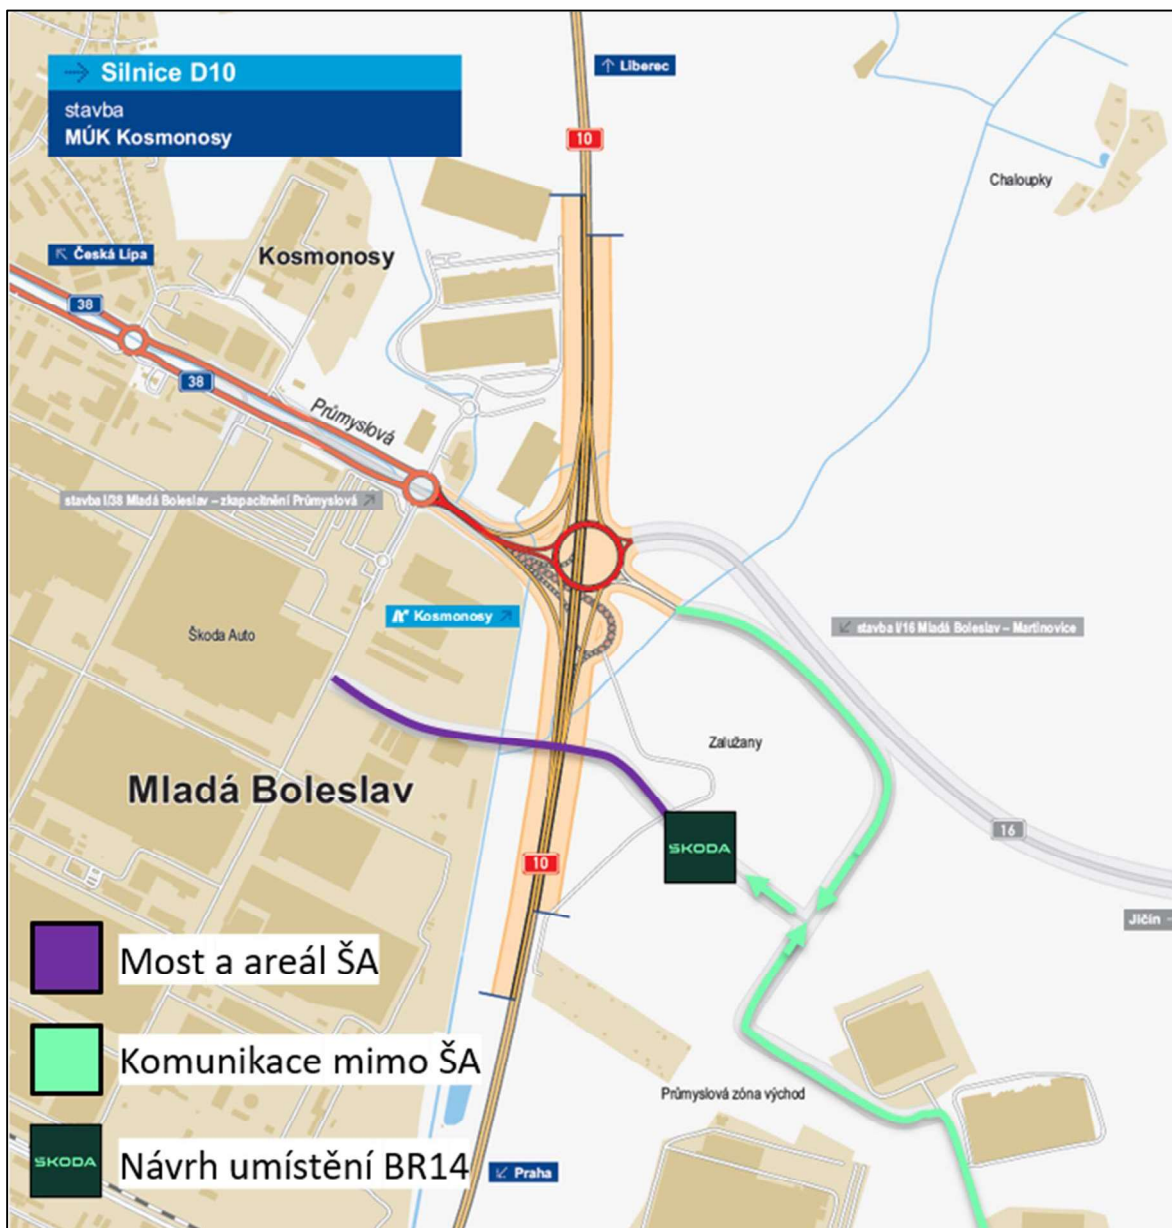 → Silnice D10
stavba
MÚK Kosmonosy
↑ Liberec
10
Chaloupky
↖ Česká Lípa
Kosmonosy
38
38
Průmyslová
stavba I/38 Mladá Boleslav – zkapacitnění Průmyslová ↗
Kosmonosy ↗
Škoda Auto
↙ stavba I/16 Mladá Boleslav – Martinovice
Zalužany
Mladá Boleslav
16
ŠKODA
10
Jičín →
Most a areál ŠA
Komunikace mimo ŠA
Průmyslová zóna východ
ŠKODA
Návrh umístění BR14
↙ Praha